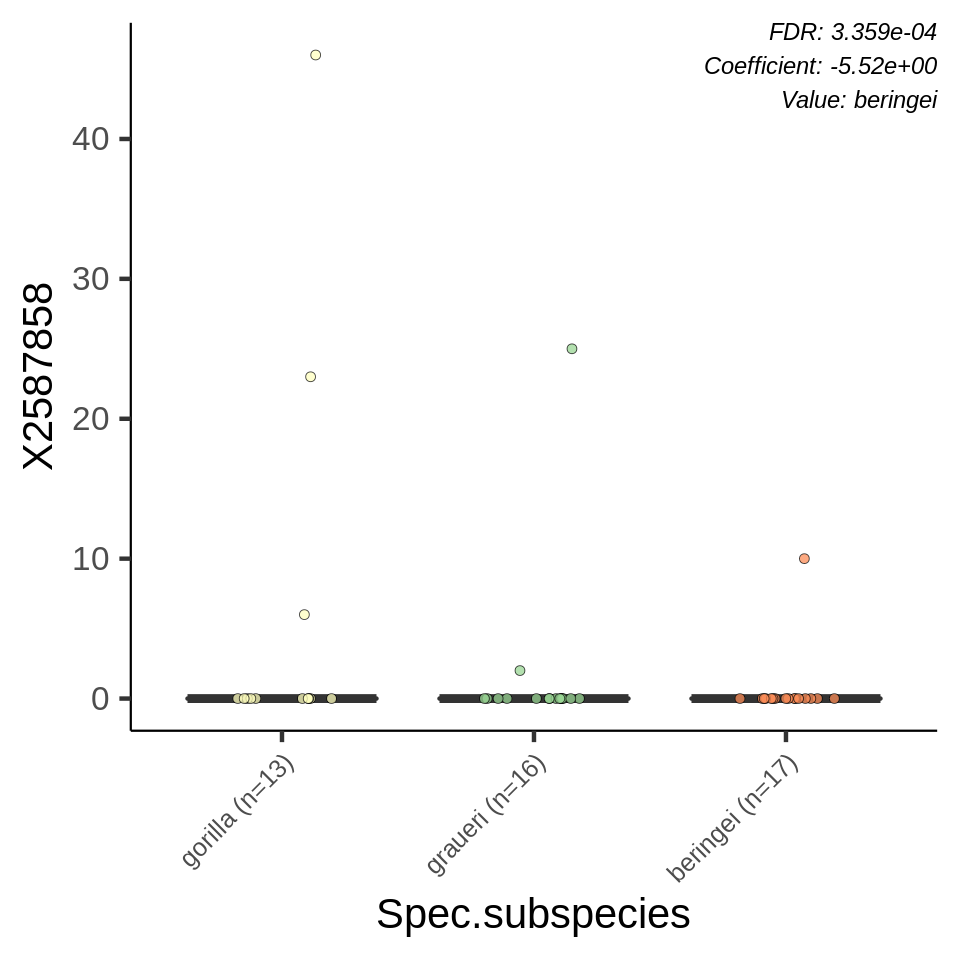 FDR: 3.359e-04
Coefficient: -5.52e+00
Value: beringei
X2587858
40
30
20
10
0
gorilla (n=13)
graueri (n=16)
beringei (n=17)
Spec.subspecies